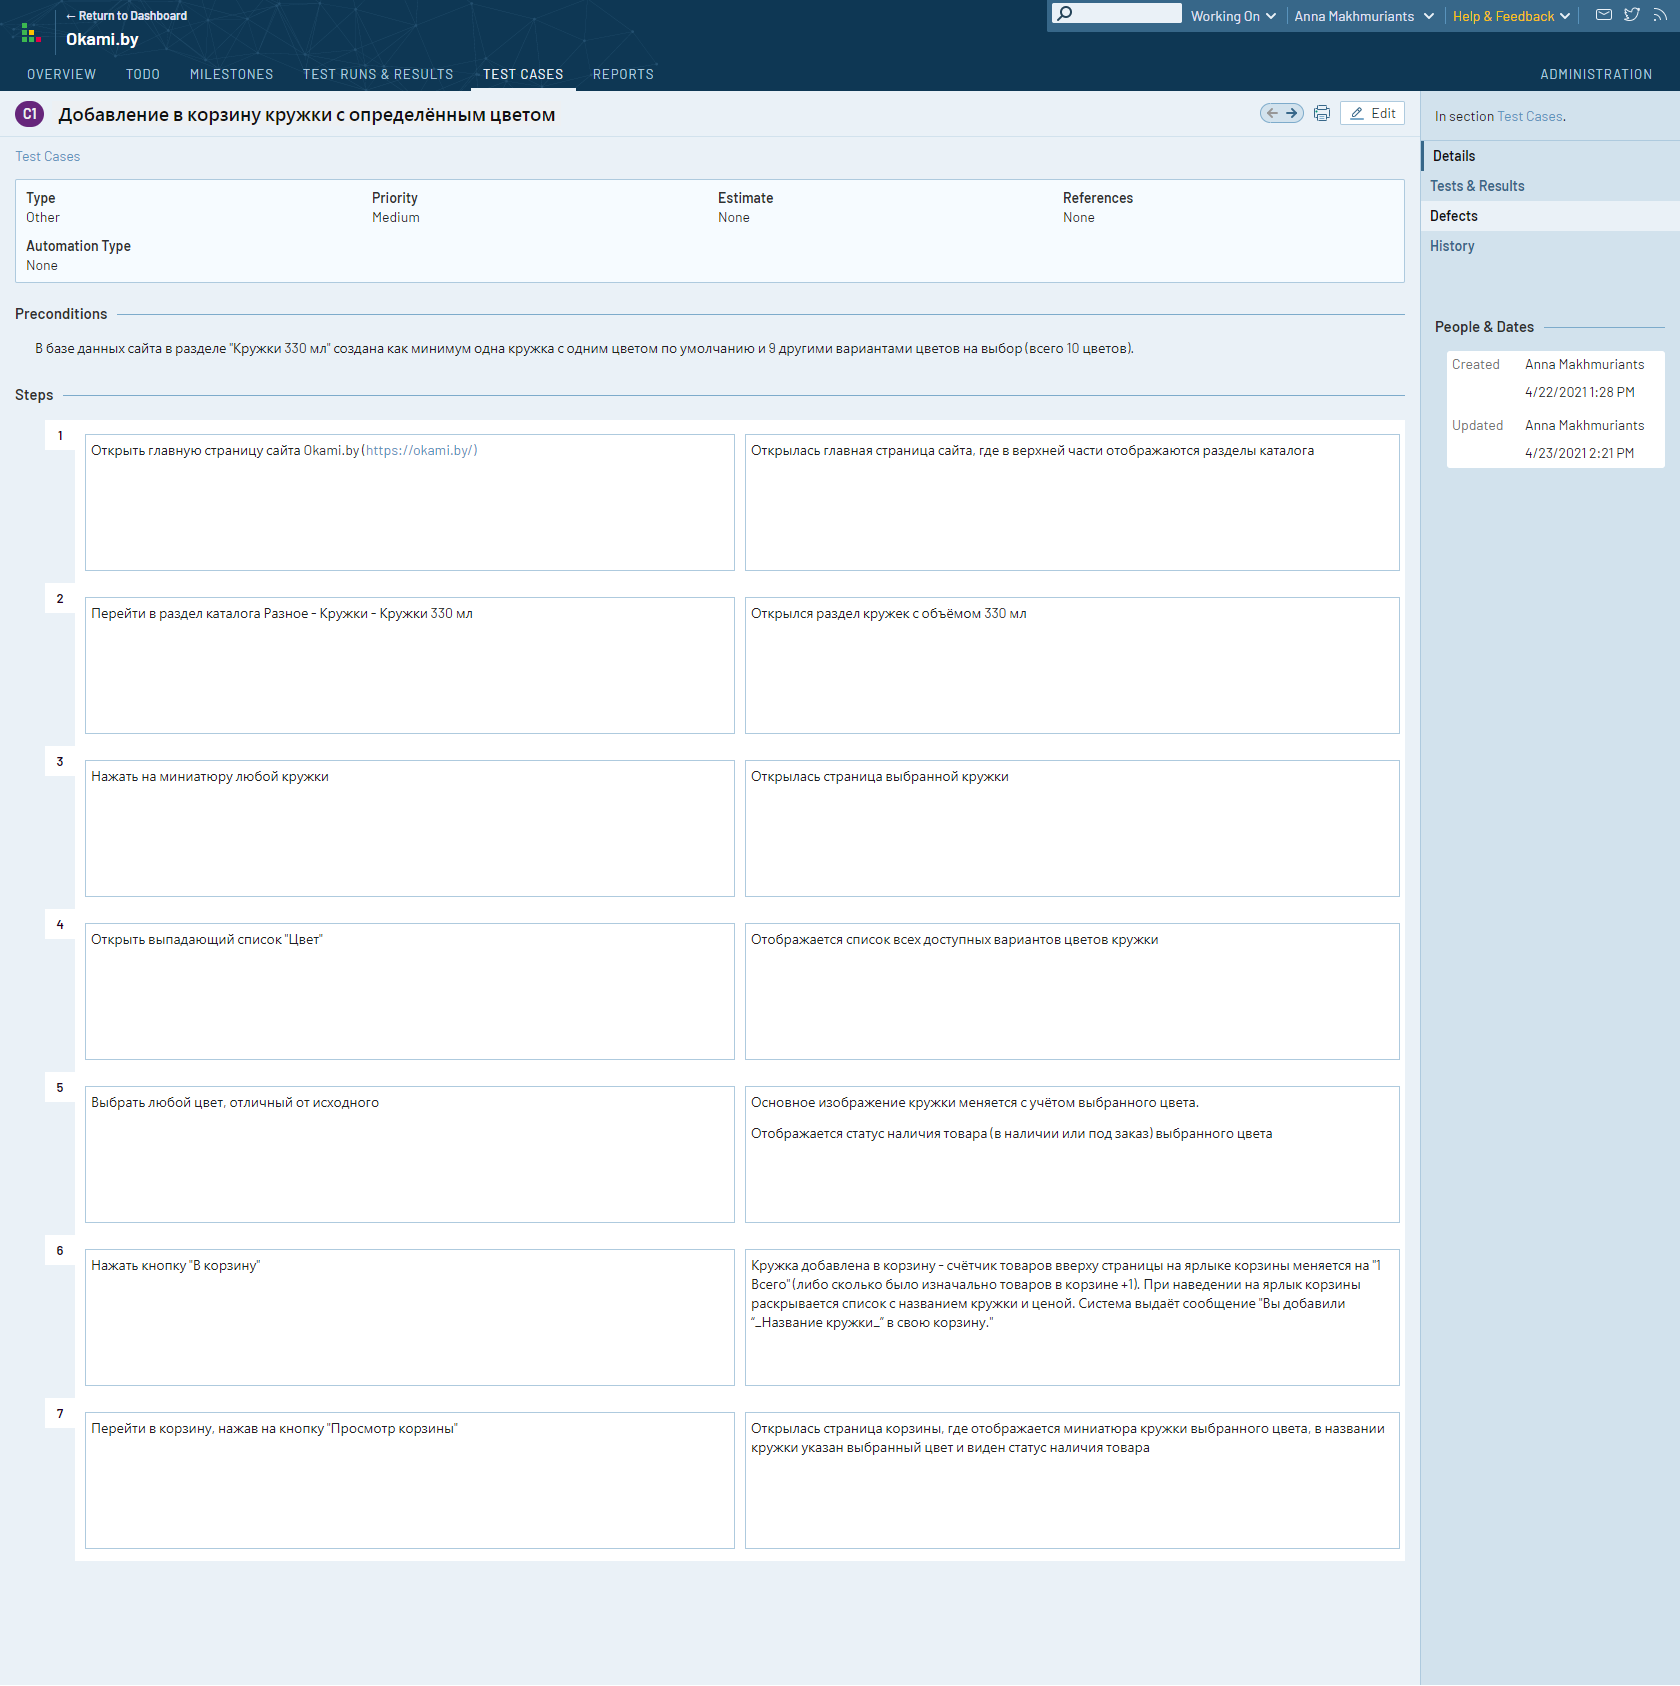 ← Return to Dashboard
Okami.by
Working On
Anna Makhmuriants
Help & Feedback
OVERVIEW TODO MILESTONES TEST RUNS & RESULTS TEST CASES REPORTS ADMINISTRATION
C1 Добавление в корзину кружки с определённым цветом
Edit
In section Test Cases.
Test Cases
Details
Tests & Results
Defects
History
Type Priority Estimate References
Other Medium None None
Automation Type
None
Preconditions
В базе данных сайта в разделе "Кружки 330 мл" создана как минимум одна кружка с одним цветом по умолчанию и 9 другими вариантами цветов на выбор (всего 10 цветов).
People & Dates
Created Anna Makhmuriants
4/22/2021 1:28 PM
Updated Anna Makhmuriants
4/23/2021 2:21 PM
Steps
1
Открыть главную страницу сайта Okami.by (https://okami.by/)
Открылась главная страница сайта, где в верхней части отображаются разделы каталога
2
Перейти в раздел каталога Разное - Кружки - Кружки 330 мл
Открылся раздел кружек с объёмом 330 мл
3
Нажать на миниатюру любой кружки
Открылась страница выбранной кружки
4
Открыть выпадающий список "Цвет"
Отображается список всех доступных вариантов цветов кружки
5
Выбрать любой цвет, отличный от исходного
Основное изображение кружки меняется с учётом выбранного цвета.
Отображается статус наличия товара (в наличии или под заказ) выбранного цвета
6
Нажать кнопку "В корзину"
Кружка добавлена в корзину - счётчик товаров вверху страницы на ярлыке корзины меняется на "1
Всего" (либо сколько было изначально товаров в корзине +1). При наведении на ярлык корзины
раскрывается список с названием кружки и ценой. Система выдаёт сообщение "Вы добавили
“_Название кружки_” в свою корзину."
7
Перейти в корзину, нажав на кнопку "Просмотр корзины"
Открылась страница корзины, где отображается миниатюра кружки выбранного цвета, в названии
кружки указан выбранный цвет и виден статус наличия товара